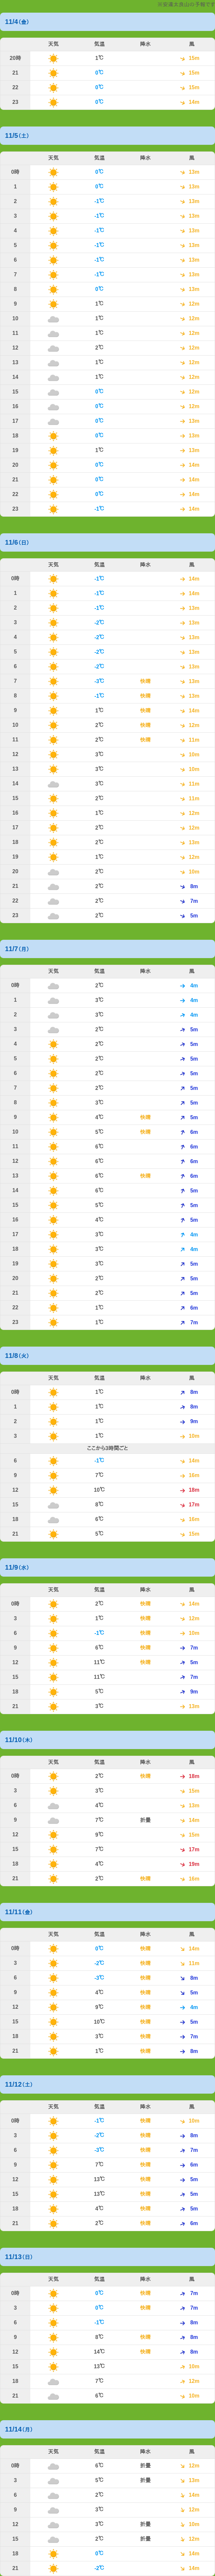 11/4(金)
天気 気温 降水 風
20時 1℃ 15m
21 0℃ 15m
22 0℃ 15m
23 0℃ 14m
11/5(土)
天気 気温 降水 風
0時 0℃ 13m
1 0℃ 13m
2 -1℃ 13m
3 -1℃ 13m
4 -1℃ 13m
5 -1℃ 13m
6 -1℃ 13m
7 -1℃ 13m
8 0℃ 13m
9 1℃ 12m
10 1℃ 12m
11 1℃ 12m
12 2℃ 12m
13 1℃ 12m
14 1℃ 12m
15 0℃ 12m
16 0℃ 12m
17 0℃ 13m
18 0℃ 13m
19 1℃ 13m
20 0℃ 14m
21 0℃ 14m
22 0℃ 14m
23 -1℃ 14m
11/6(日)
天気 気温 降水 風
0時 -1℃ 14m
1 -1℃ 14m
2 -1℃ 13m
3 -2℃ 13m
4 -2℃ 13m
5 -2℃ 13m
6 -2℃ 13m
7 -3℃ 快晴 13m
8 -1℃ 快晴 13m
9 1℃ 快晴 14m
10 2℃ 快晴 12m
11 2℃ 快晴 11m
12 3℃ 10m
13 3℃ 10m
14 3℃ 11m
15 2℃ 11m
16 1℃ 12m
17 2℃ 12m
18 2℃ 13m
19 1℃ 12m
20 2℃ 10m
21 2℃ 8m
22 2℃ 7m
23 2℃ 5m
11/7(月)
天気 気温 降水 風
0時 2℃ 4m
1 3℃ 4m
2 3℃ 4m
3 2℃ 5m
4 2℃ 5m
5 2℃ 5m
6 2℃ 5m
7 2℃ 5m
8 3℃ 5m
9 4℃ 快晴 5m
10 5℃ 快晴 6m
11 6℃ 6m
12 6℃ 6m
13 6℃ 快晴 6m
14 6℃ 5m
15 5℃ 5m
16 4℃ 5m
17 3℃ 4m
18 3℃ 4m
19 3℃ 5m
20 2℃ 5m
21 2℃ 5m
22 1℃ 6m
23 1℃ 7m
11/8(火)
天気 気温 降水 風
0時 1℃ 8m
1 1℃ 8m
2 1℃ 9m
3 1℃ 10m
ここから3時間ごと
6 -1℃ 14m
9 7℃ 16m
12 10℃ 18m
15 8℃ 17m
18 6℃ 16m
21 5℃ 15m
11/9(水)
天気 気温 降水 風
0時 2℃ 快晴 14m
3 1℃ 快晴 12m
6 -1℃ 快晴 10m
9 6℃ 快晴 7m
12 11℃ 快晴 5m
15 11℃ 7m
18 5℃ 9m
21 3℃ 13m
11/10(木)
天気 気温 降水 風
0時 2℃ 快晴 18m
3 3℃ 15m
6 4℃ 13m
9 7℃ 折曇 14m
12 9℃ 15m
15 7℃ 17m
18 4℃ 19m
21 2℃ 快晴 16m
11/11(金)
天気 気温 降水 風
0時 0℃ 快晴 14m
3 -2℃ 快晴 11m
6 -3℃ 快晴 8m
9 4℃ 快晴 5m
12 9℃ 快晴 4m
15 10℃ 快晴 5m
18 3℃ 快晴 7m
21 1℃ 快晴 8m
11/12(土)
天気 気温 降水 風
0時 -1℃ 快晴 10m
3 -2℃ 快晴 8m
6 -3℃ 快晴 7m
9 7℃ 快晴 6m
12 13℃ 快晴 5m
15 13℃ 快晴 5m
18 4℃ 快晴 5m
21 2℃ 快晴 6m
11/13(日)
天気 気温 降水 風
0時 0℃ 快晴 7m
3 0℃ 快晴 7m
6 -1℃ 8m
9 8℃ 快晴 8m
12 14℃ 快晴 8m
15 13℃ 10m
18 7℃ 12m
21 6℃ 10m
11/14(月)
天気 気温 降水 風
0時 6℃ 折曇 12m
3 5℃ 折曇 13m
6 2℃ 14m
9 3℃ 12m
12 3℃ 折曇 10m
15 2℃ 折曇 12m
18 0℃ 14m
21 -2℃ 14m